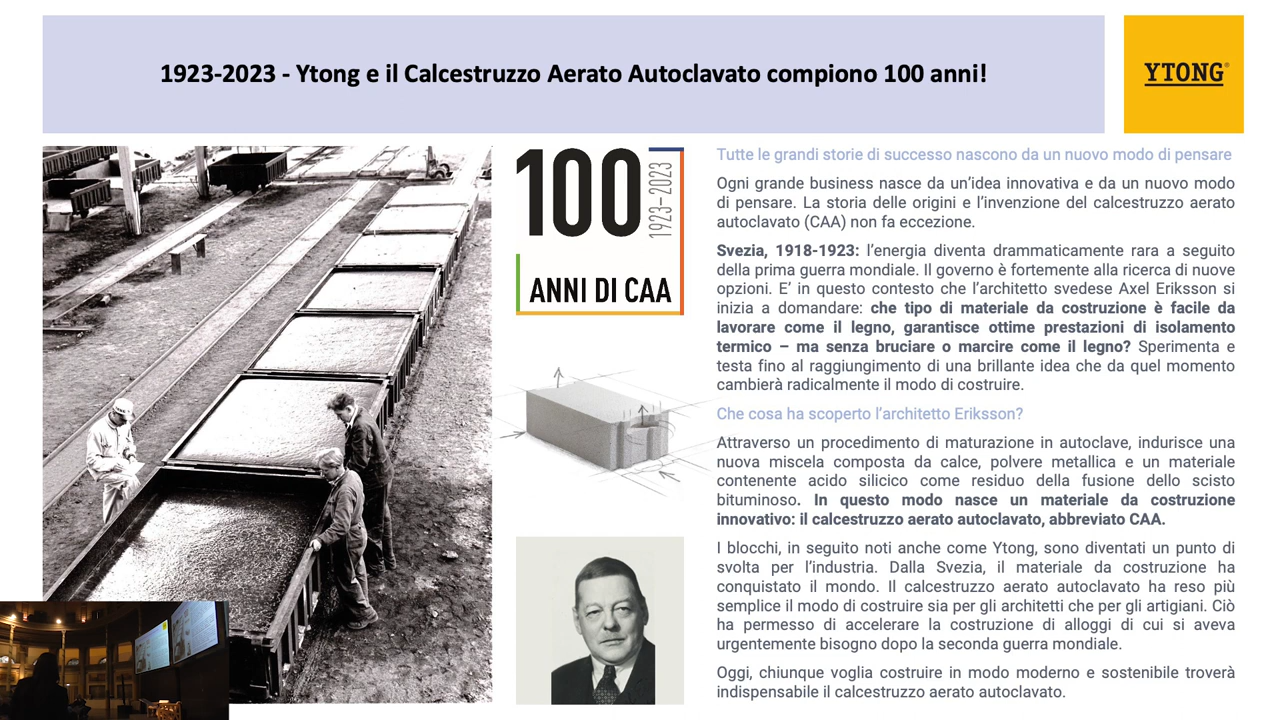 1923-2023 - Ytong e il Calcestruzzo Aerato Autoclavato compiono 100 anni!
YTONG®
100
1923–2023
ANNI DI CAA
Tutte le grandi storie di successo nascono da un nuovo modo di pensare
Ogni grande business nasce da un’idea innovativa e da un nuovo modo
di pensare. La storia delle origini e l’invenzione del calcestruzzo aerato
autoclavato (CAA) non fa eccezione.
Svezia, 1918-1923: l’energia diventa drammaticamente rara a seguito
della prima guerra mondiale. Il governo è fortemente alla ricerca di nuove
opzioni. E’ in questo contesto che l’architetto svedese Axel Eriksson si
inizia a domandare: che tipo di materiale da costruzione è facile da
lavorare come il legno, garantisce ottime prestazioni di isolamento
termico – ma senza bruciare o marcire come il legno? Sperimenta e
testa fino al raggiungimento di una brillante idea che da quel momento
cambierà radicalmente il modo di costruire.
Che cosa ha scoperto l’architetto Eriksson?
Attraverso un procedimento di maturazione in autoclave, indurisce una
nuova miscela composta da calce, polvere metallica e un materiale
contenente acido silicico come residuo della fusione dello scisto
bituminoso. In questo modo nasce un materiale da costruzione
innovativo: il calcestruzzo aerato autoclavato, abbreviato CAA.
I blocchi, in seguito noti anche come Ytong, sono diventati un punto di
svolta per l’industria. Dalla Svezia, il materiale da costruzione ha
conquistato il mondo. Il calcestruzzo aerato autoclavato ha reso più
semplice il modo di costruire sia per gli architetti che per gli artigiani. Ciò
ha permesso di accelerare la costruzione di alloggi di cui si aveva
urgentemente bisogno dopo la seconda guerra mondiale.
Oggi, chiunque voglia costruire in modo moderno e sostenibile troverà
indispensabile il calcestruzzo aerato autoclavato.